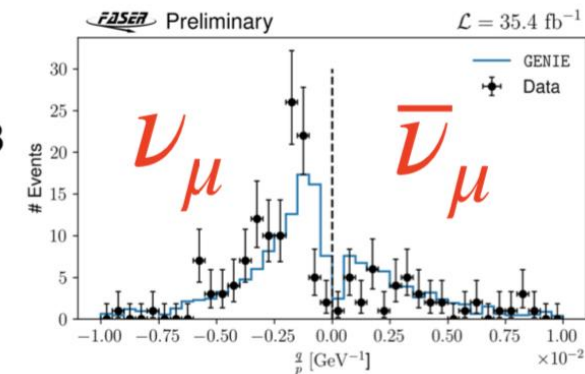 FASER Preliminary
ℒ = 35.4 fb⁻¹
GENIE
Data
ν_μ
ν̄_μ
# Events
30
25
20
15
10
5
0
−1.00 −0.75 −0.50 −0.25 0.00 0.25 0.50 0.75 1.00
×10⁻²
q/p [GeV⁻¹]